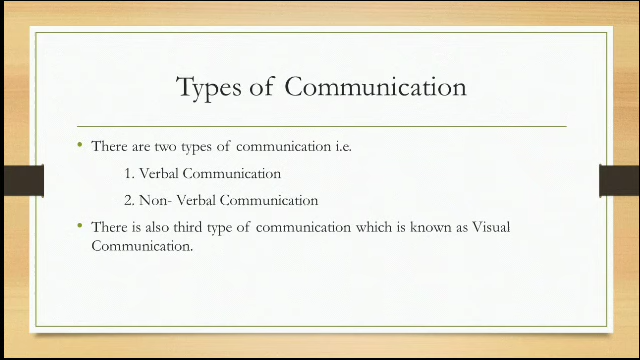 Types of Communication
• There are two types of communication i.e.
1. Verbal Communication
2. Non- Verbal Communication
• There is also third type of communication which is known as Visual
Communication.